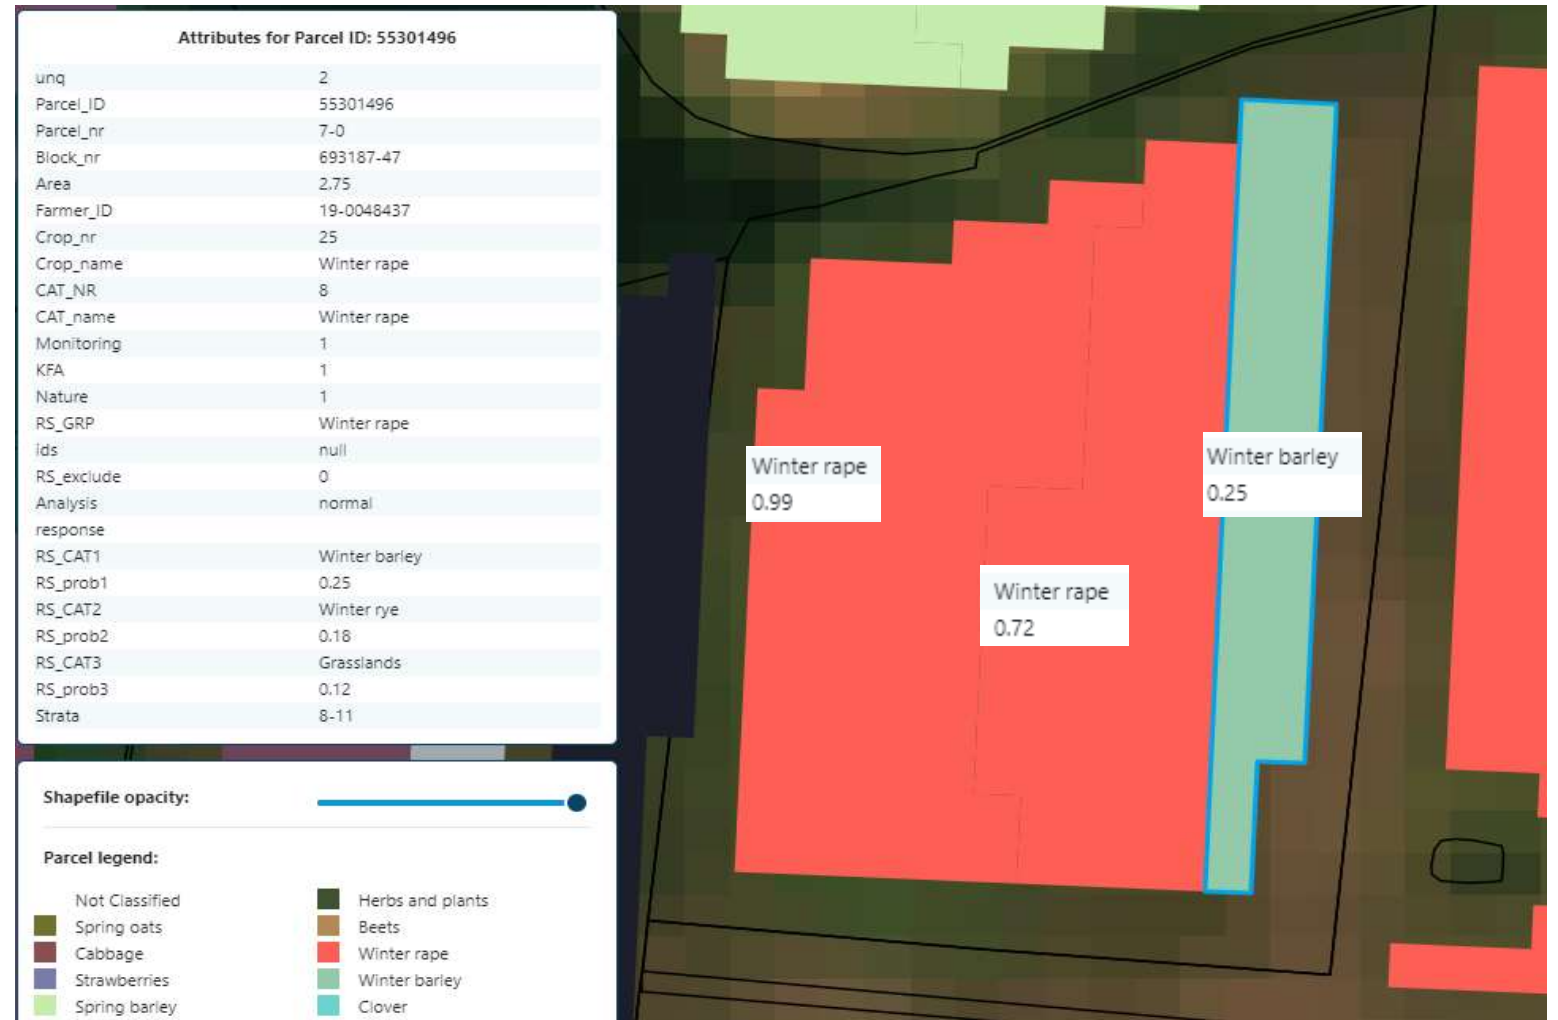 Attributes for Parcel ID: 55301496
unq 2
Parcel_ID 55301496
Parcel_nr 7-0
Block_nr 693187-47
Area 2.75
Farmer_ID 19-0048437
Crop_nr 25
Crop_name Winter rape
CAT_NR 8
CAT_name Winter rape
Monitoring 1
KFA 1
Nature 1
RS_GRP Winter rape
ids null
RS_exclude 0
Analysis normal
response
RS_CAT1 Winter barley
RS_prob1 0.25
RS_CAT2 Winter rye
RS_prob2 0.18
RS_CAT3 Grasslands
RS_prob3 0.12
Strata 8-11
Shapefile opacity:
Parcel legend:
Not Classified
Spring oats
Cabbage
Strawberries
Spring barley
Herbs and plants
Beets
Winter rape
Winter barley
Clover
Winter rape
0.99
Winter rape
0.72
Winter barley
0.25